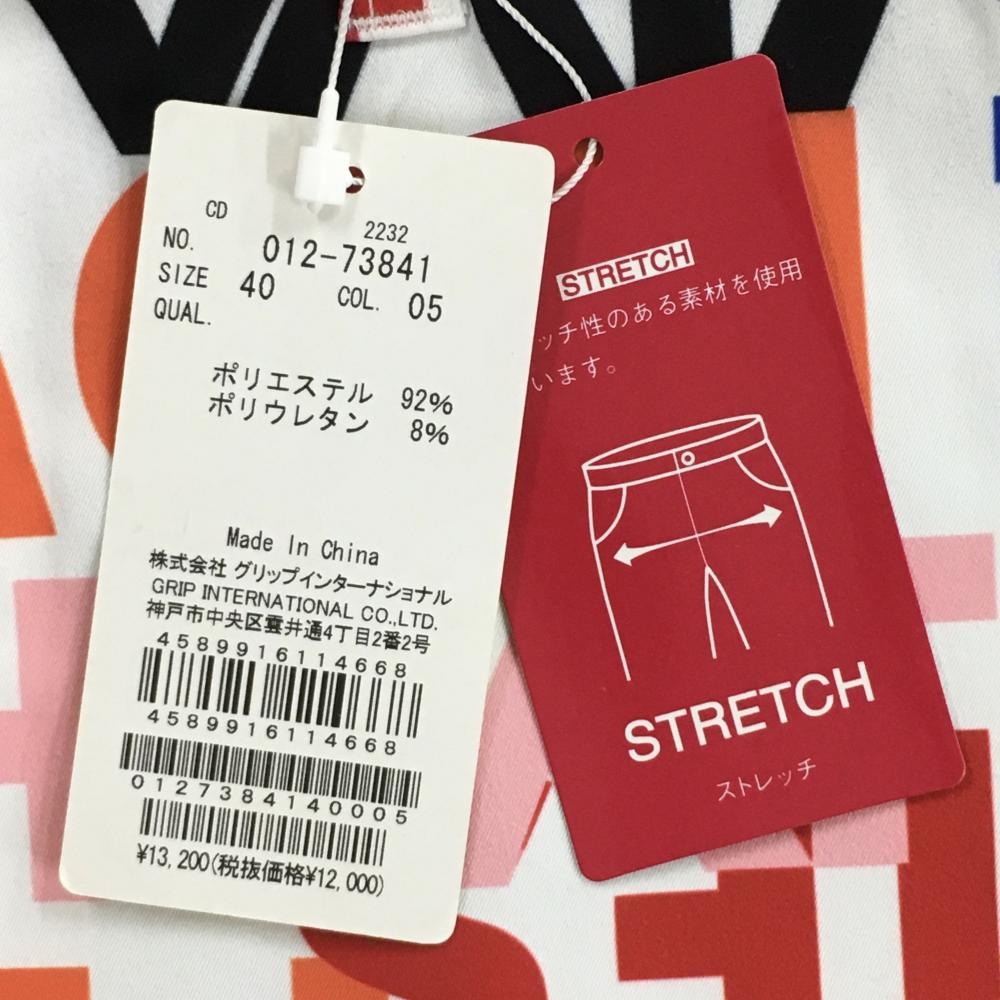 CD 2232
NO. 012-73841
SIZE 40 COL. 05
QUAL.
ポリエステル 92%
ポリウレタン 8%
Made In China
株式会社 グリップインターナショナル
GRIP INTERNATIONAL CO.,LTD.
神戸市中央区雲井通4丁目2番2号
4589916114668
4589916114668
0127384140005
¥13,200(税抜価格¥12,000)
STRETCH
ッチ性のある素材を使用
います。
STRETCH
ストレッチ